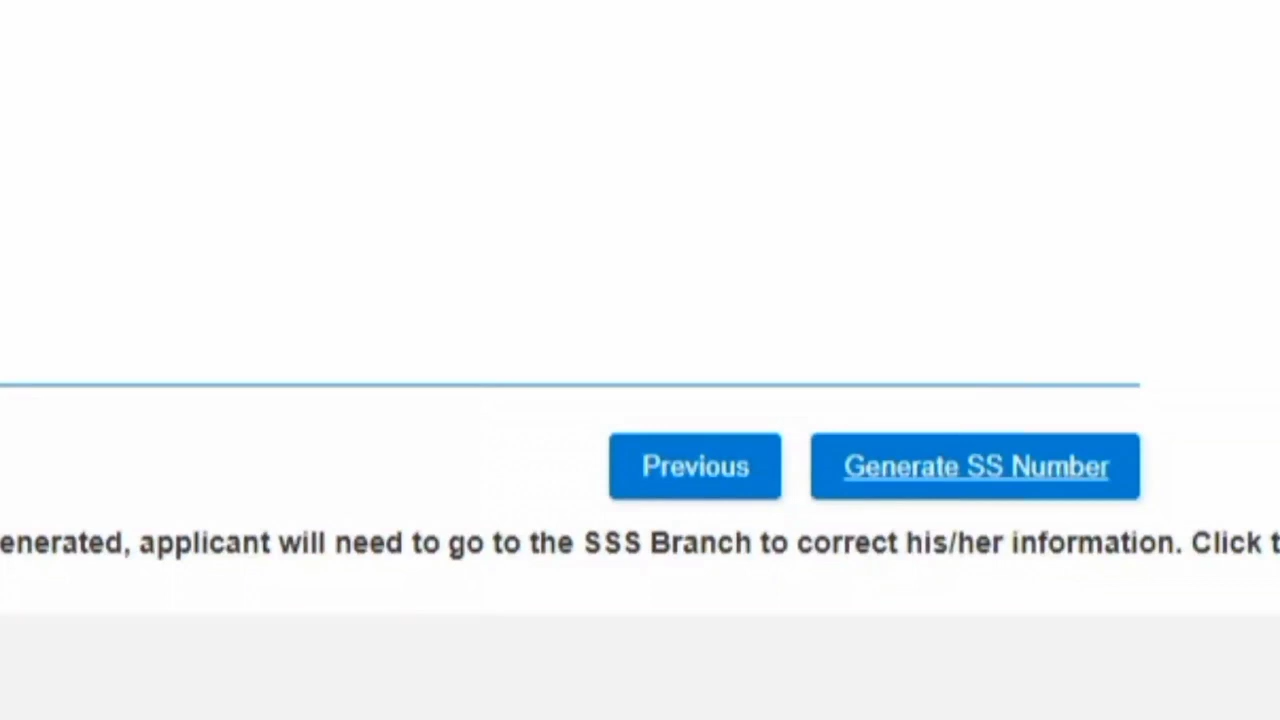 Previous
Generate SS Number
enerated, applicant will need to go to the SSS Branch to correct his/her information. Click t